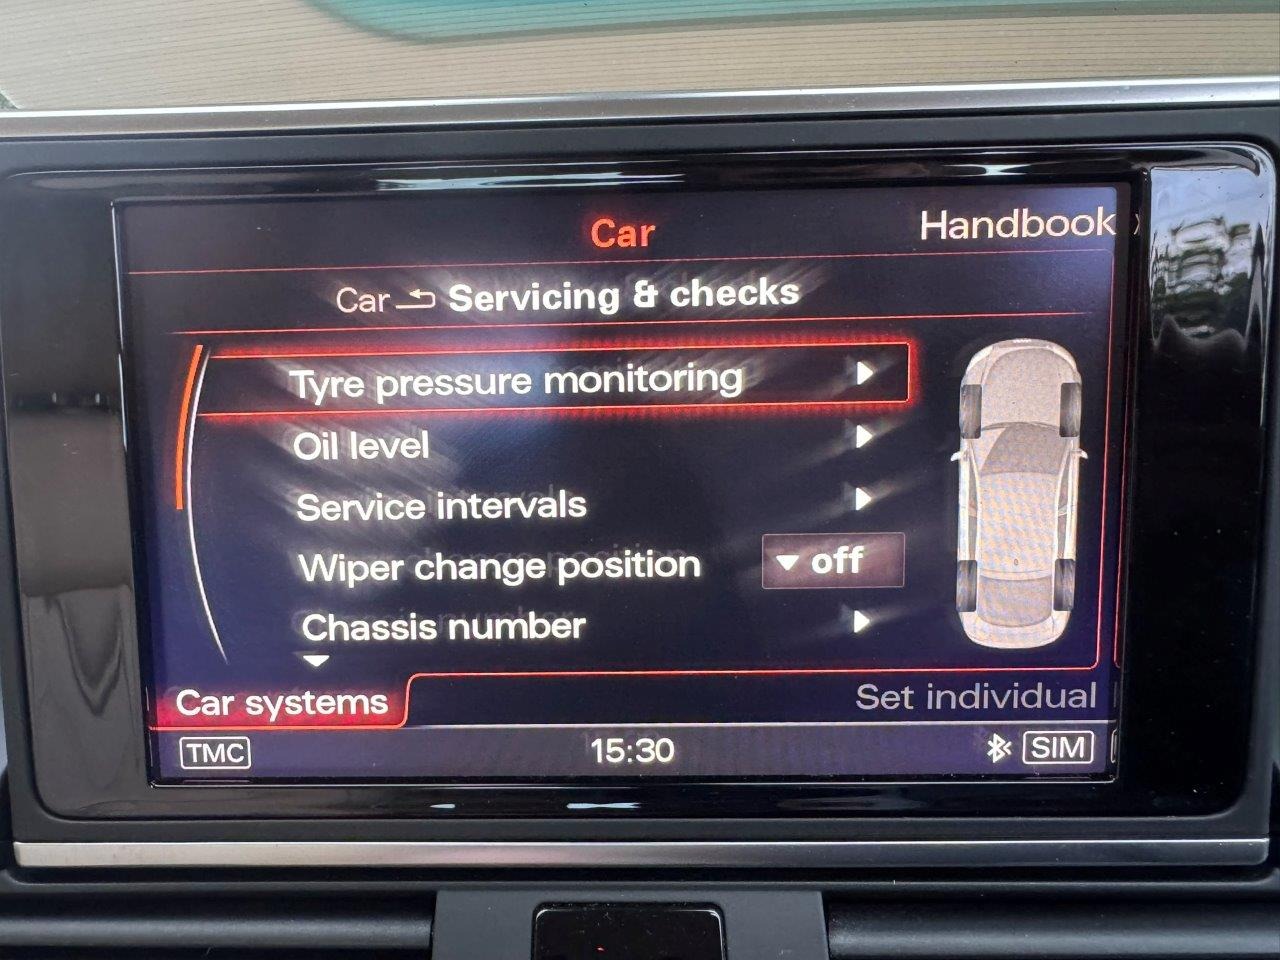 Car
Handbook
Car Servicing & checks
Tyre pressure monitoring
Oil level
Service intervals
Wiper change position off
Chassis number
Car systems
Set individual
TMC 15:30 SIM